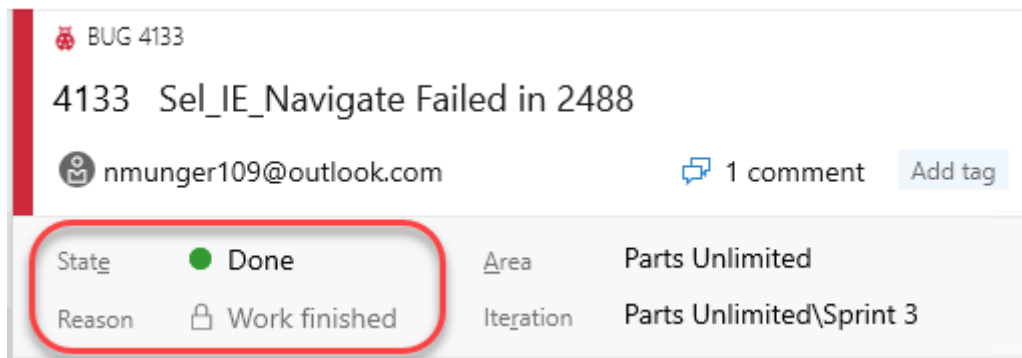 BUG 4133
4133 Sel_IE_Navigate Failed in 2488
nmunger109@outlook.com 1 comment Add tag
State Done Area Parts Unlimited
Reason Work finished Iteration Parts Unlimited\Sprint 3